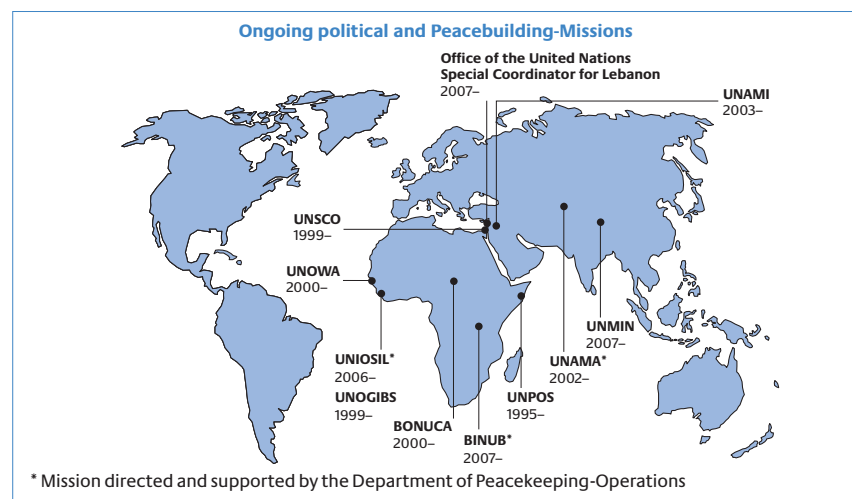 Ongoing political and Peacebuilding-Missions
Office of the United Nations
Special Coordinator for Lebanon
2007–
UNAMI
2003–
UNSCO
1999–
UNOWA
2000–
UNIOSIL*
2006–
UNOGIBS
1999–
BONUCA
2000–
BINUB*
2007–
UNPOS
1995–
UNAMA*
2002–
UNMIN
2007–
* Mission directed and supported by the Department of Peacekeeping-Operations